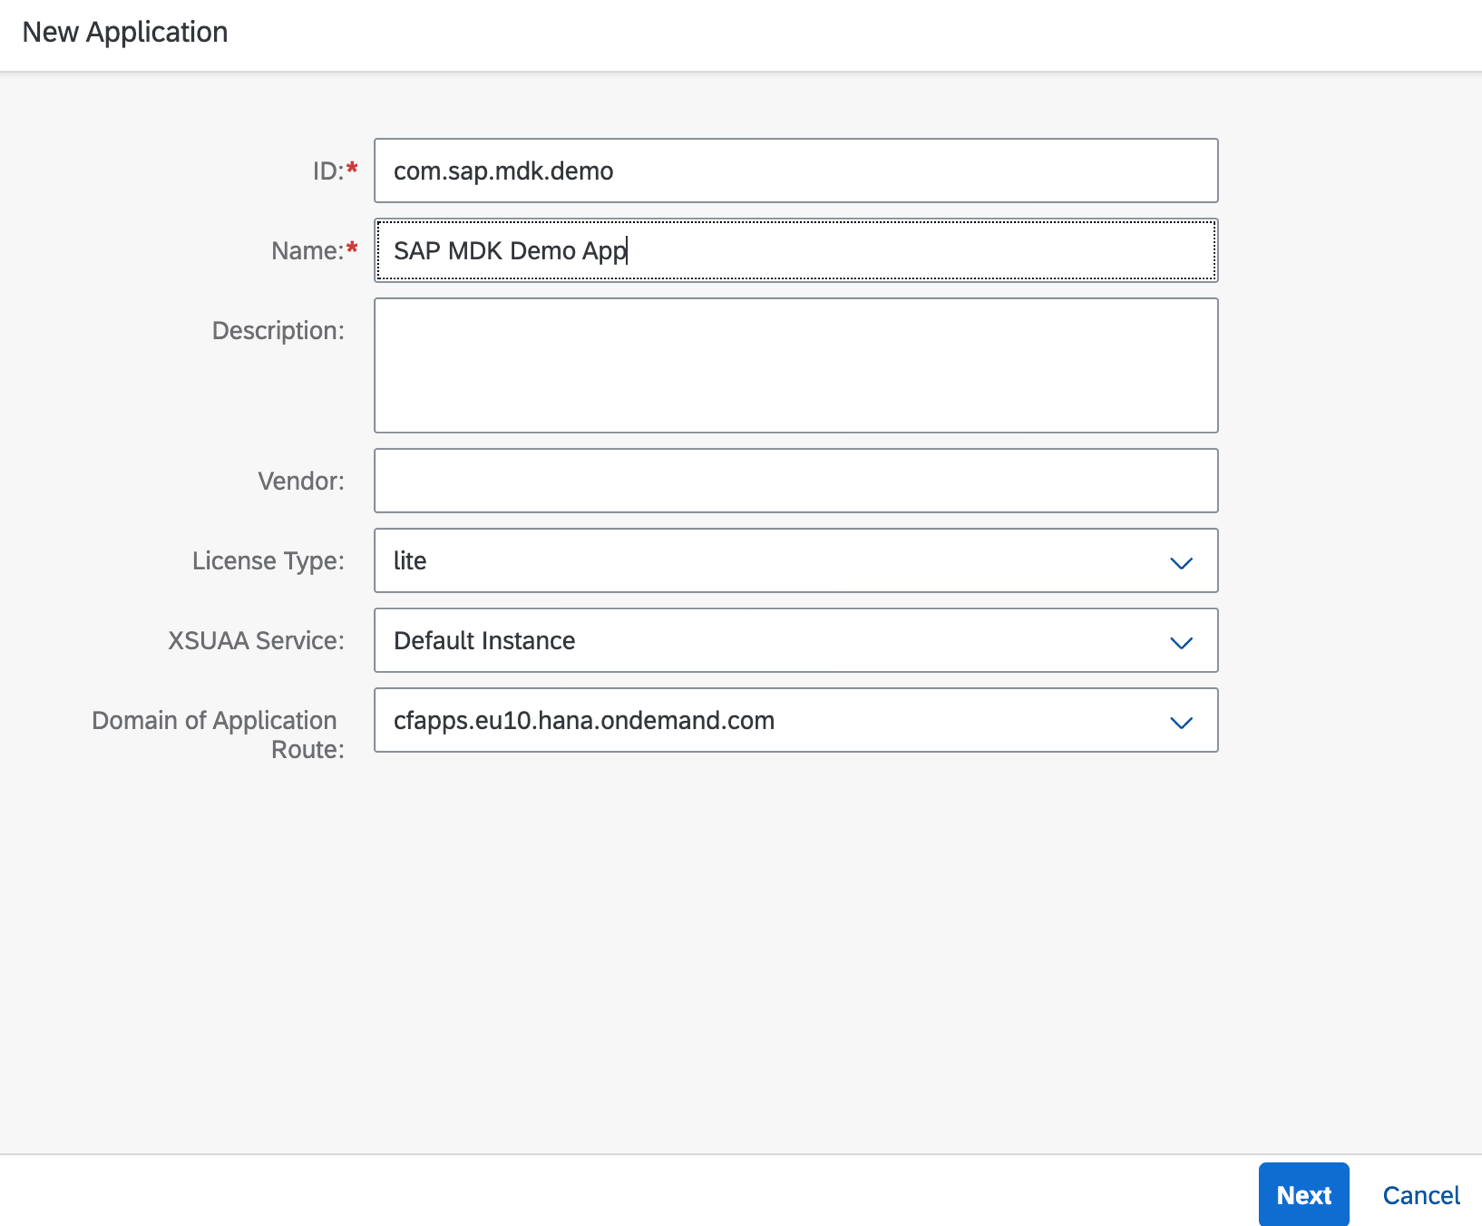 New Application
ID:* com.sap.mdk.demo
Name:* SAP MDK Demo App
Description:
Vendor:
License Type: lite
XSUAA Service: Default Instance
Domain of Application cfapps.eu10.hana.ondemand.com
Route:
Next Cancel